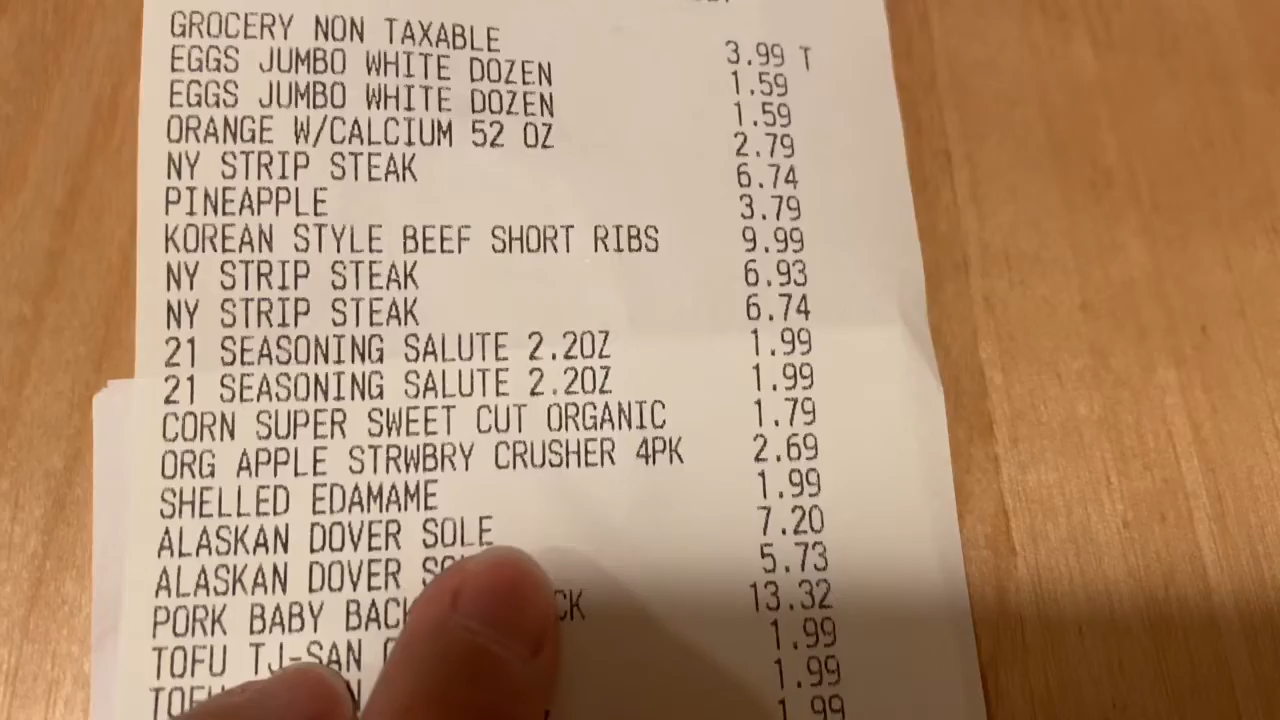 GROCERY NON TAXABLE 3.99 T
EGGS JUMBO WHITE DOZEN 1.59
EGGS JUMBO WHITE DOZEN 1.59
ORANGE W/CALCIUM 52 OZ 2.79
NY STRIP STEAK 6.74
PINEAPPLE 3.79
KOREAN STYLE BEEF SHORT RIBS 9.99
NY STRIP STEAK 6.93
NY STRIP STEAK 6.74
21 SEASONING SALUTE 2.2OZ 1.99
21 SEASONING SALUTE 2.2OZ 1.99
CORN SUPER SWEET CUT ORGANIC 1.79
ORG APPLE STRWBRY CRUSHER 4PK 2.69
SHELLED EDAMAME 1.99
ALASKAN DOVER SOLE 7.20
ALASKAN DOVER 5.73
PORK BABY BACK 13.32
TOFU TJ-SAN 1.99
1.99
1.99